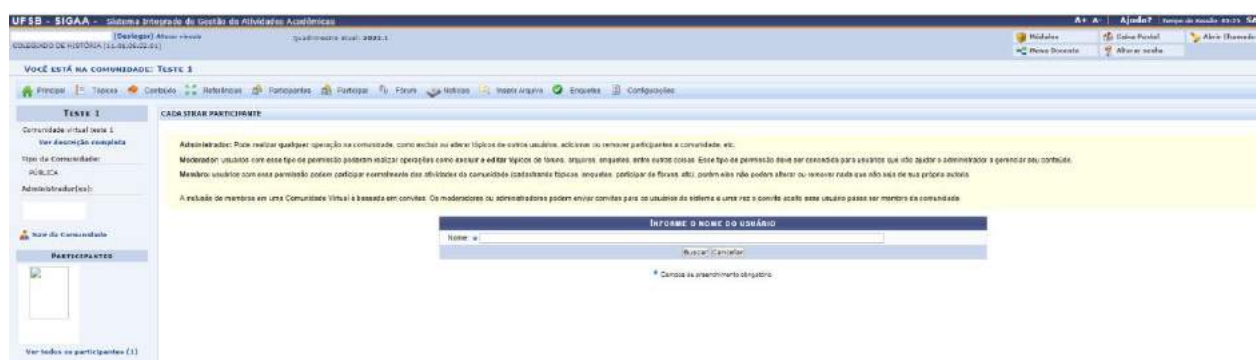 UFSB - SIGAA - Sistema Integrado de Gestão de Atividades Acadêmicas
A+ A- | Ajuda? | Tempo de Sessão
(Deslogar) Alterar vínculo
Quadrimestre atual: 2022.1
Módulos
Caixa Postal
Abrir Chamado
COLEGIADO DE HISTÓRIA
Menu Docente
Alterar senha
VOCÊ ESTÁ NA COMUNIDADE: TESTE 1
Principal Tópicos Conteúdo Referências Participantes Participar Fórum Notícias Inserir Arquivo Enquetes Configurações
TESTE 1
CADASTRAR PARTICIPANTE
Comunidade virtual teste 1
Ver descrição completa
Tipo da Comunidade:
PÚBLICA
Administrador(es):
Sair da Comunidade
PARTICIPANTES
Ver todos os participantes (1)
Administrador: Pode realizar qualquer operação na comunidade, como excluir ou alterar tópicos de outros usuários, adicionar ou remover participantes a comunidade, etc.
Moderador: usuários com esse tipo de permissão poderam realizar operações como excluir e editar tópicos de fóruns, arquivos, enquetes, entre outras coisas. Esse tipo de permissão deve ser concedida para usuários que vão ajudar o administrador a gerenciar seu conteúdo.
Membro: usuários com essa permissão podem participar normalmente das atividades da comunidade (cadastrando tópicos, enquetes, participar de fóruns, etc), porém eles não podem alterar ou remover nada que não seja de sua própria autoria.
A inclusão de membros em uma Comunidade Virtual é baseada em convites. Os moderadores ou administradores podem enviar convites para os usuários do sistema e uma vez o convite aceito esse usuário passa ser membro da comunidade.
INFORME O NOME DO USUÁRIO
Nome:
Buscar Cancelar
Campos de preenchimento obrigatório